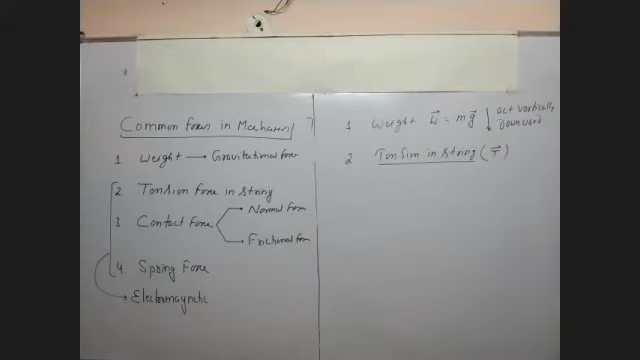 Common Forces in Mechanics
1 Weight → Gravitational force
2 Tension Force in string
3. Contact Force
Normal Force
Frictional force
4. Spring Force
Electromagnetic
1 Weight W⃗ = mg⃗ ↓ act vertically Downward
2 Tension in string (T⃗)